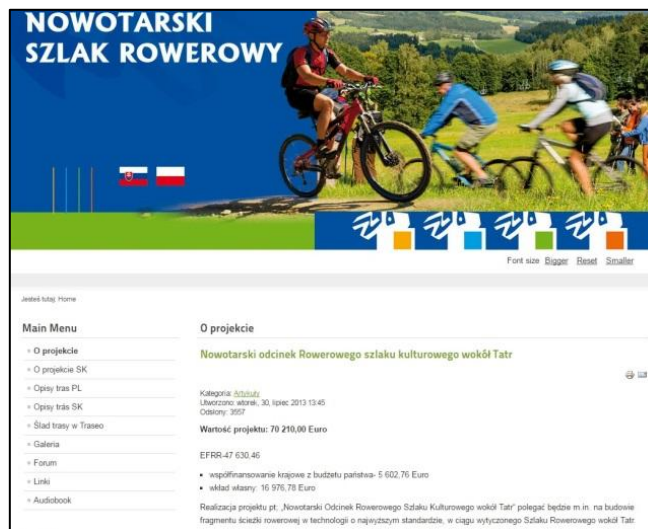 NOWOTARSKI
SZLAK ROWEROWY
Font size Bigger Reset Smaller
Jesteś tutaj: Home
Main Menu
O projekcie
O projekcie SK
Opisy tras PL
Opisy trás SK
Ślad trasy w Traseo
Galeria
Forum
Linki
Audiobook
O projekcie
Nowotarski odcinek Rowerowego szlaku kulturowego wokół Tatr
Kategoria: Artykuły
Utworzono: wtorek, 30, lipiec 2013 13:45
Odsłony: 3557
Wartość projektu: 70 210,00 Euro
EFRR-47 630,46
współfinansowanie krajowe z budżetu państwa- 5 602,76 Euro
wkład własny: 16 976,78 Euro
Realizacja projektu pt: „Nowotarski Odcinek Rowerowego Szlaku Kulturowego wokół Tatr" polegać będzie m.in. na budowie
fragmentu ścieżki rowerowej w technologii o najwyższym standardzie, w ciągu wytyczonego Szlaku Rowerowego wokół Tatr